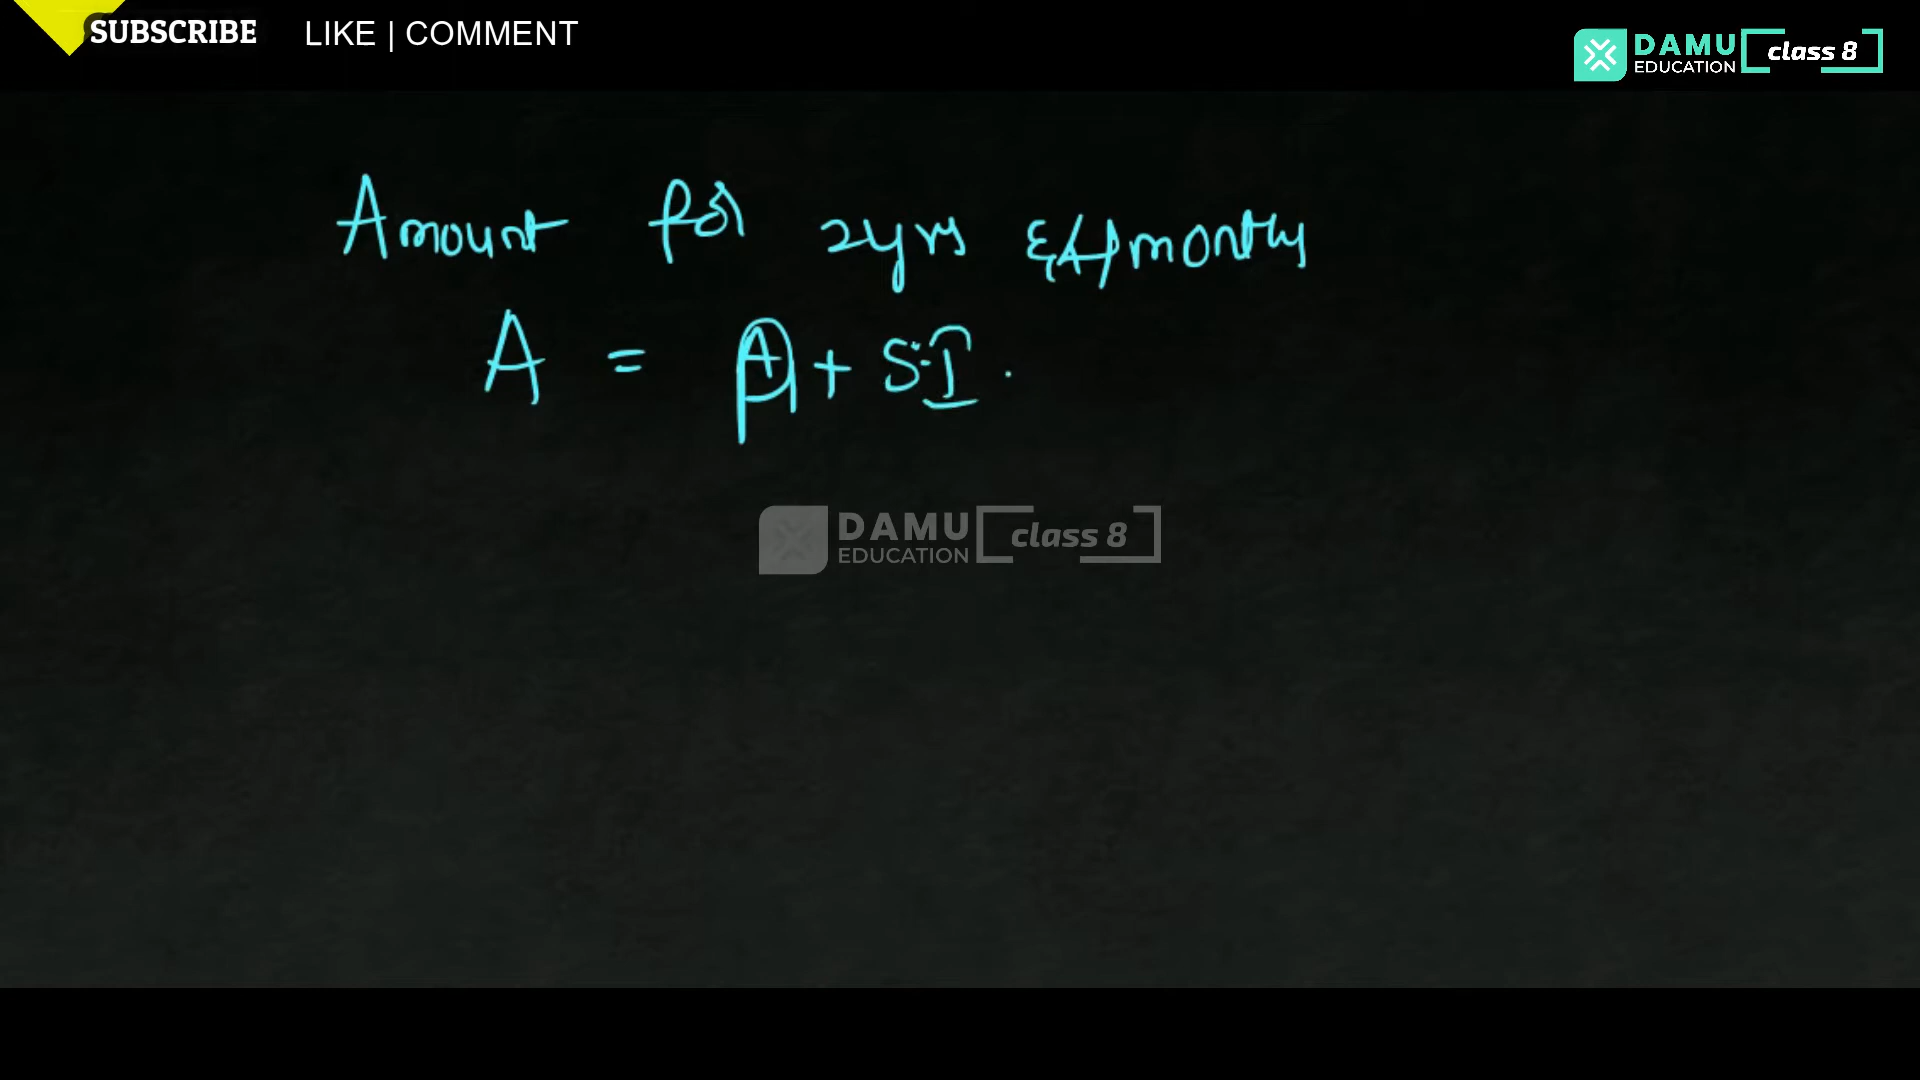 SUBSCRIBE LIKE | COMMENT
DAMU EDUCATION class 8
Amount for 2yrs & 4 months
A = A + S.I.
DAMU EDUCATION class 8